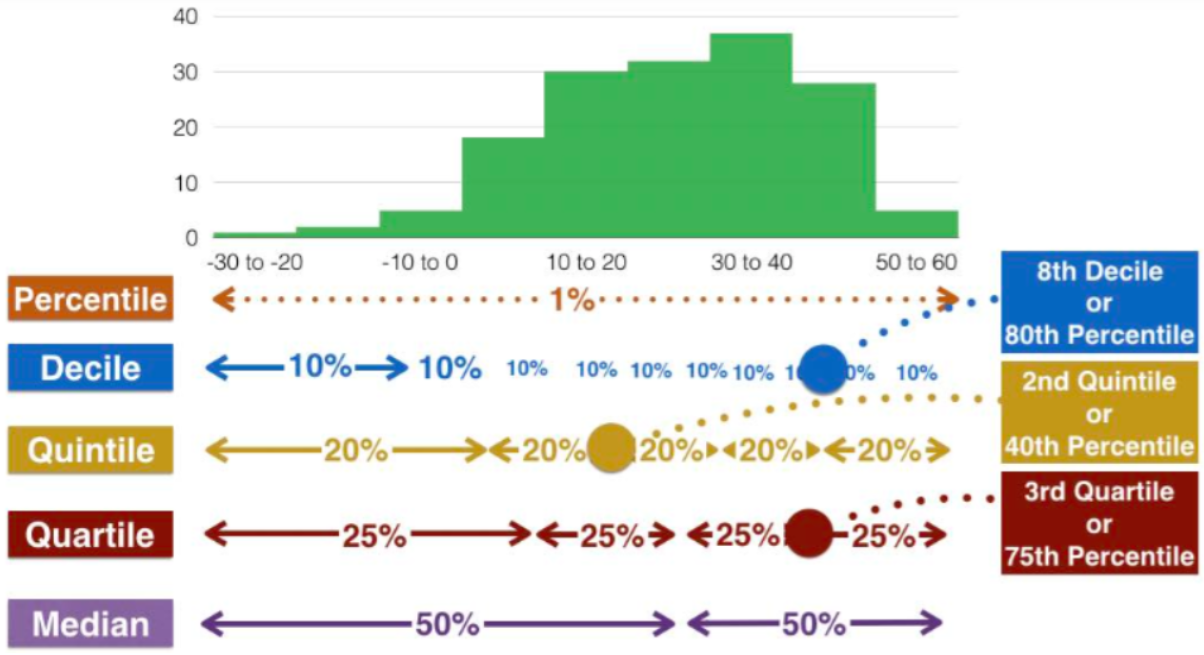 40
30
20
10
0
-30 to -20 -10 to 0 10 to 20 30 to 40 50 to 60
Percentile 1%
8th Decile
or
80th Percentile
Decile 10% 10% 10% 10% 10% 10% 10% 10%
2nd Quintile
or
40th Percentile
Quintile 20% 20% 20% 20% 20%
3rd Quartile
or
75th Percentile
Quartile 25% 25% 25% 25%
Median 50% 50%